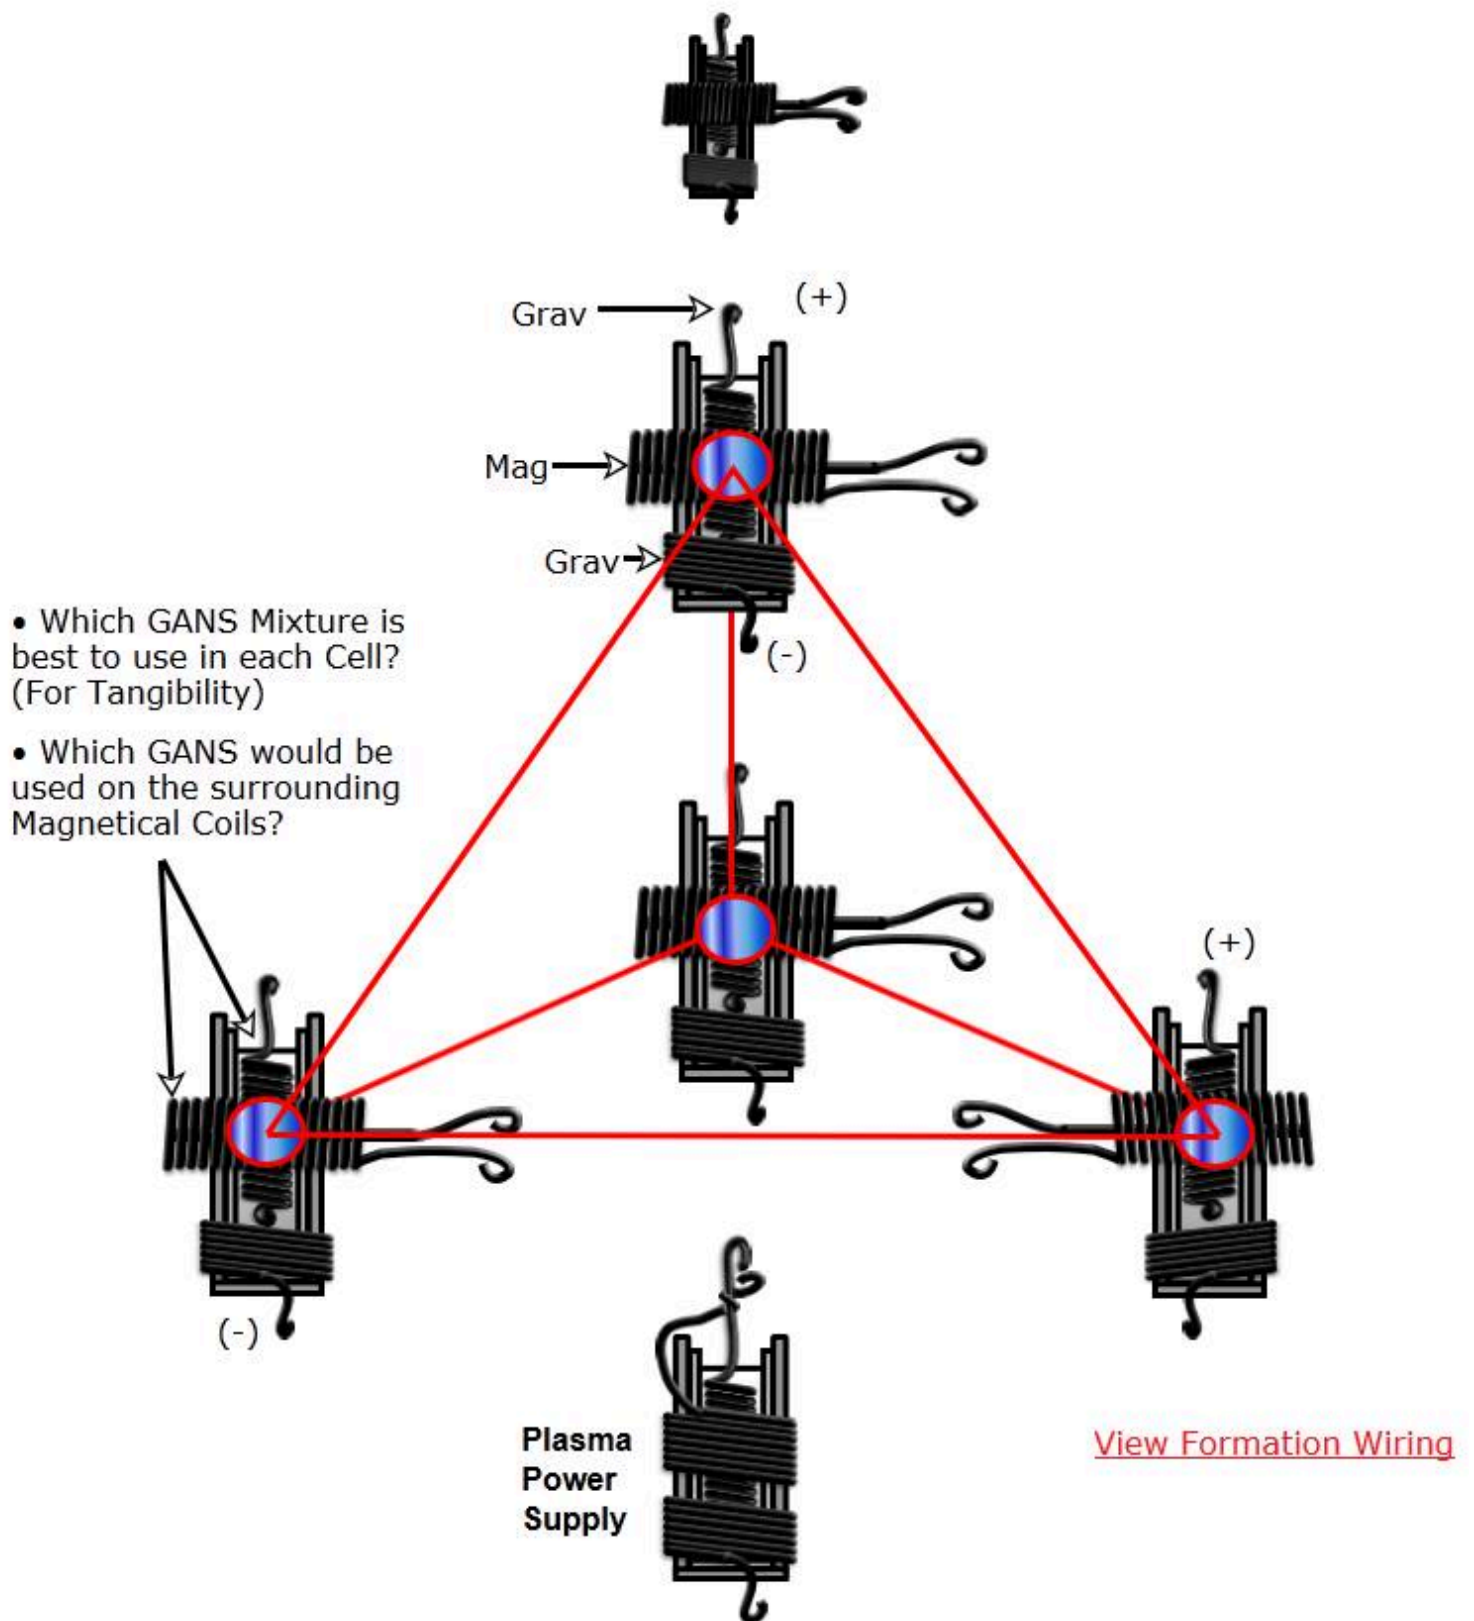 Grav
(+)
Mag
Grav
(-)
• Which GANS Mixture is
best to use in each Cell?
(For Tangibility)
• Which GANS would be
used on the surrounding
Magnetical Coils?
(+)
(-)
Plasma
Power
Supply
View Formation Wiring